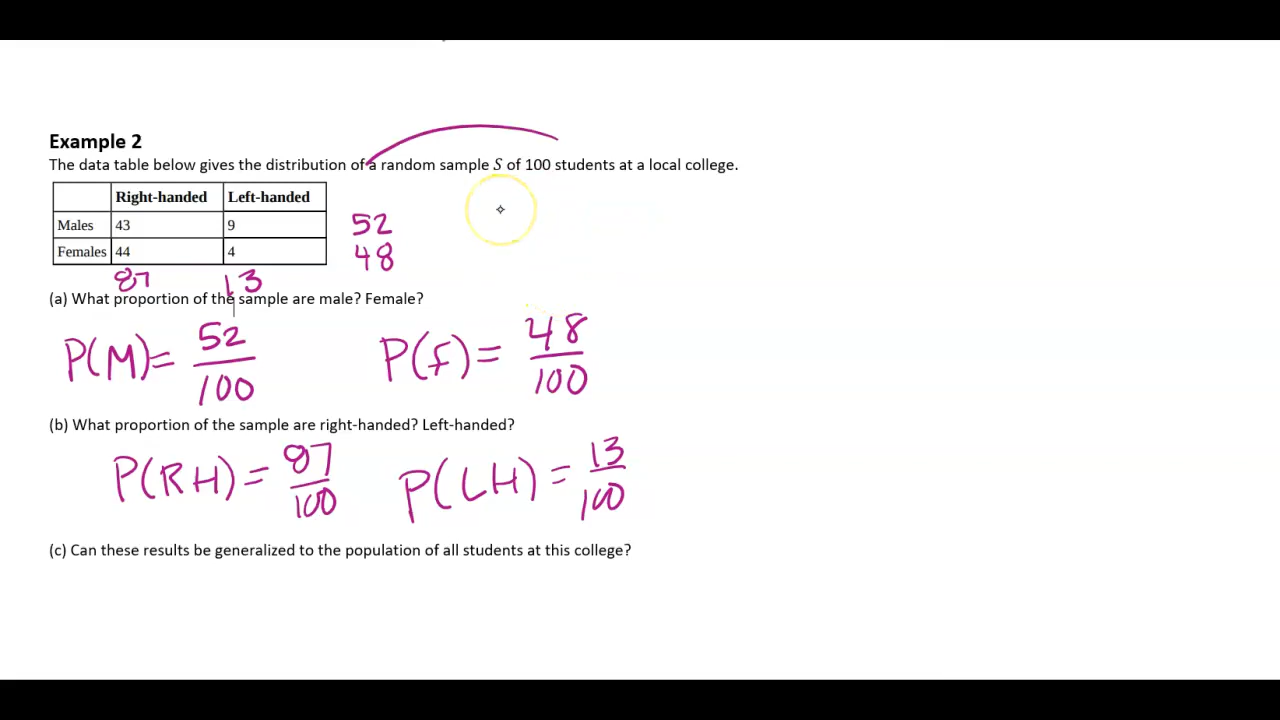 Example 2
The data table below gives the distribution of a random sample S of 100 students at a local college.
Right-handed Left-handed
Males 43 9 52
Females 44 4 48
87 13
(a) What proportion of the sample are male? Female?
P(M) = 52/100 P(f) = 48/100
(b) What proportion of the sample are right-handed? Left-handed?
P(RH) = 87/100 P(LH) = 13/100
(c) Can these results be generalized to the population of all students at this college?